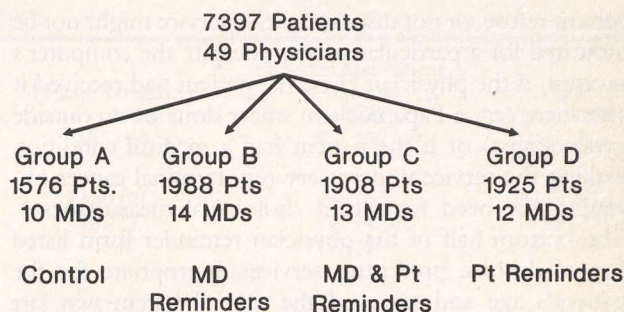 7397 Patients
49 Physicians
Group A
1576 Pts.
10 MDs
Control
Group B
1988 Pts
14 MDs
MD
Reminders
Group C
1908 Pts
13 MDs
MD & Pt
Reminders
Group D
1925 Pts
12 MDs
Pt Reminders